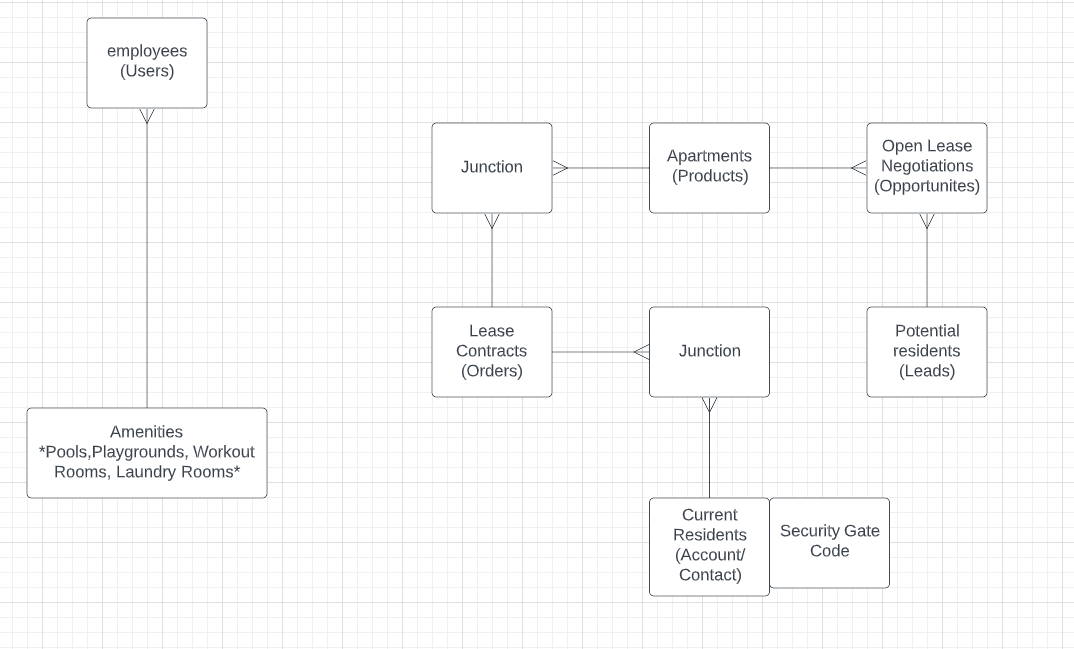 employees
(Users)
Junction
Apartments
(Products)
Open Lease
Negotiations
(Opportunites)
Lease
Contracts
(Orders)
Junction
Potential
residents
(Leads)
Amenities
*Pools,Playgrounds, Workout
Rooms, Laundry Rooms*
Current
Residents
(Account/
Contact)
Security Gate
Code